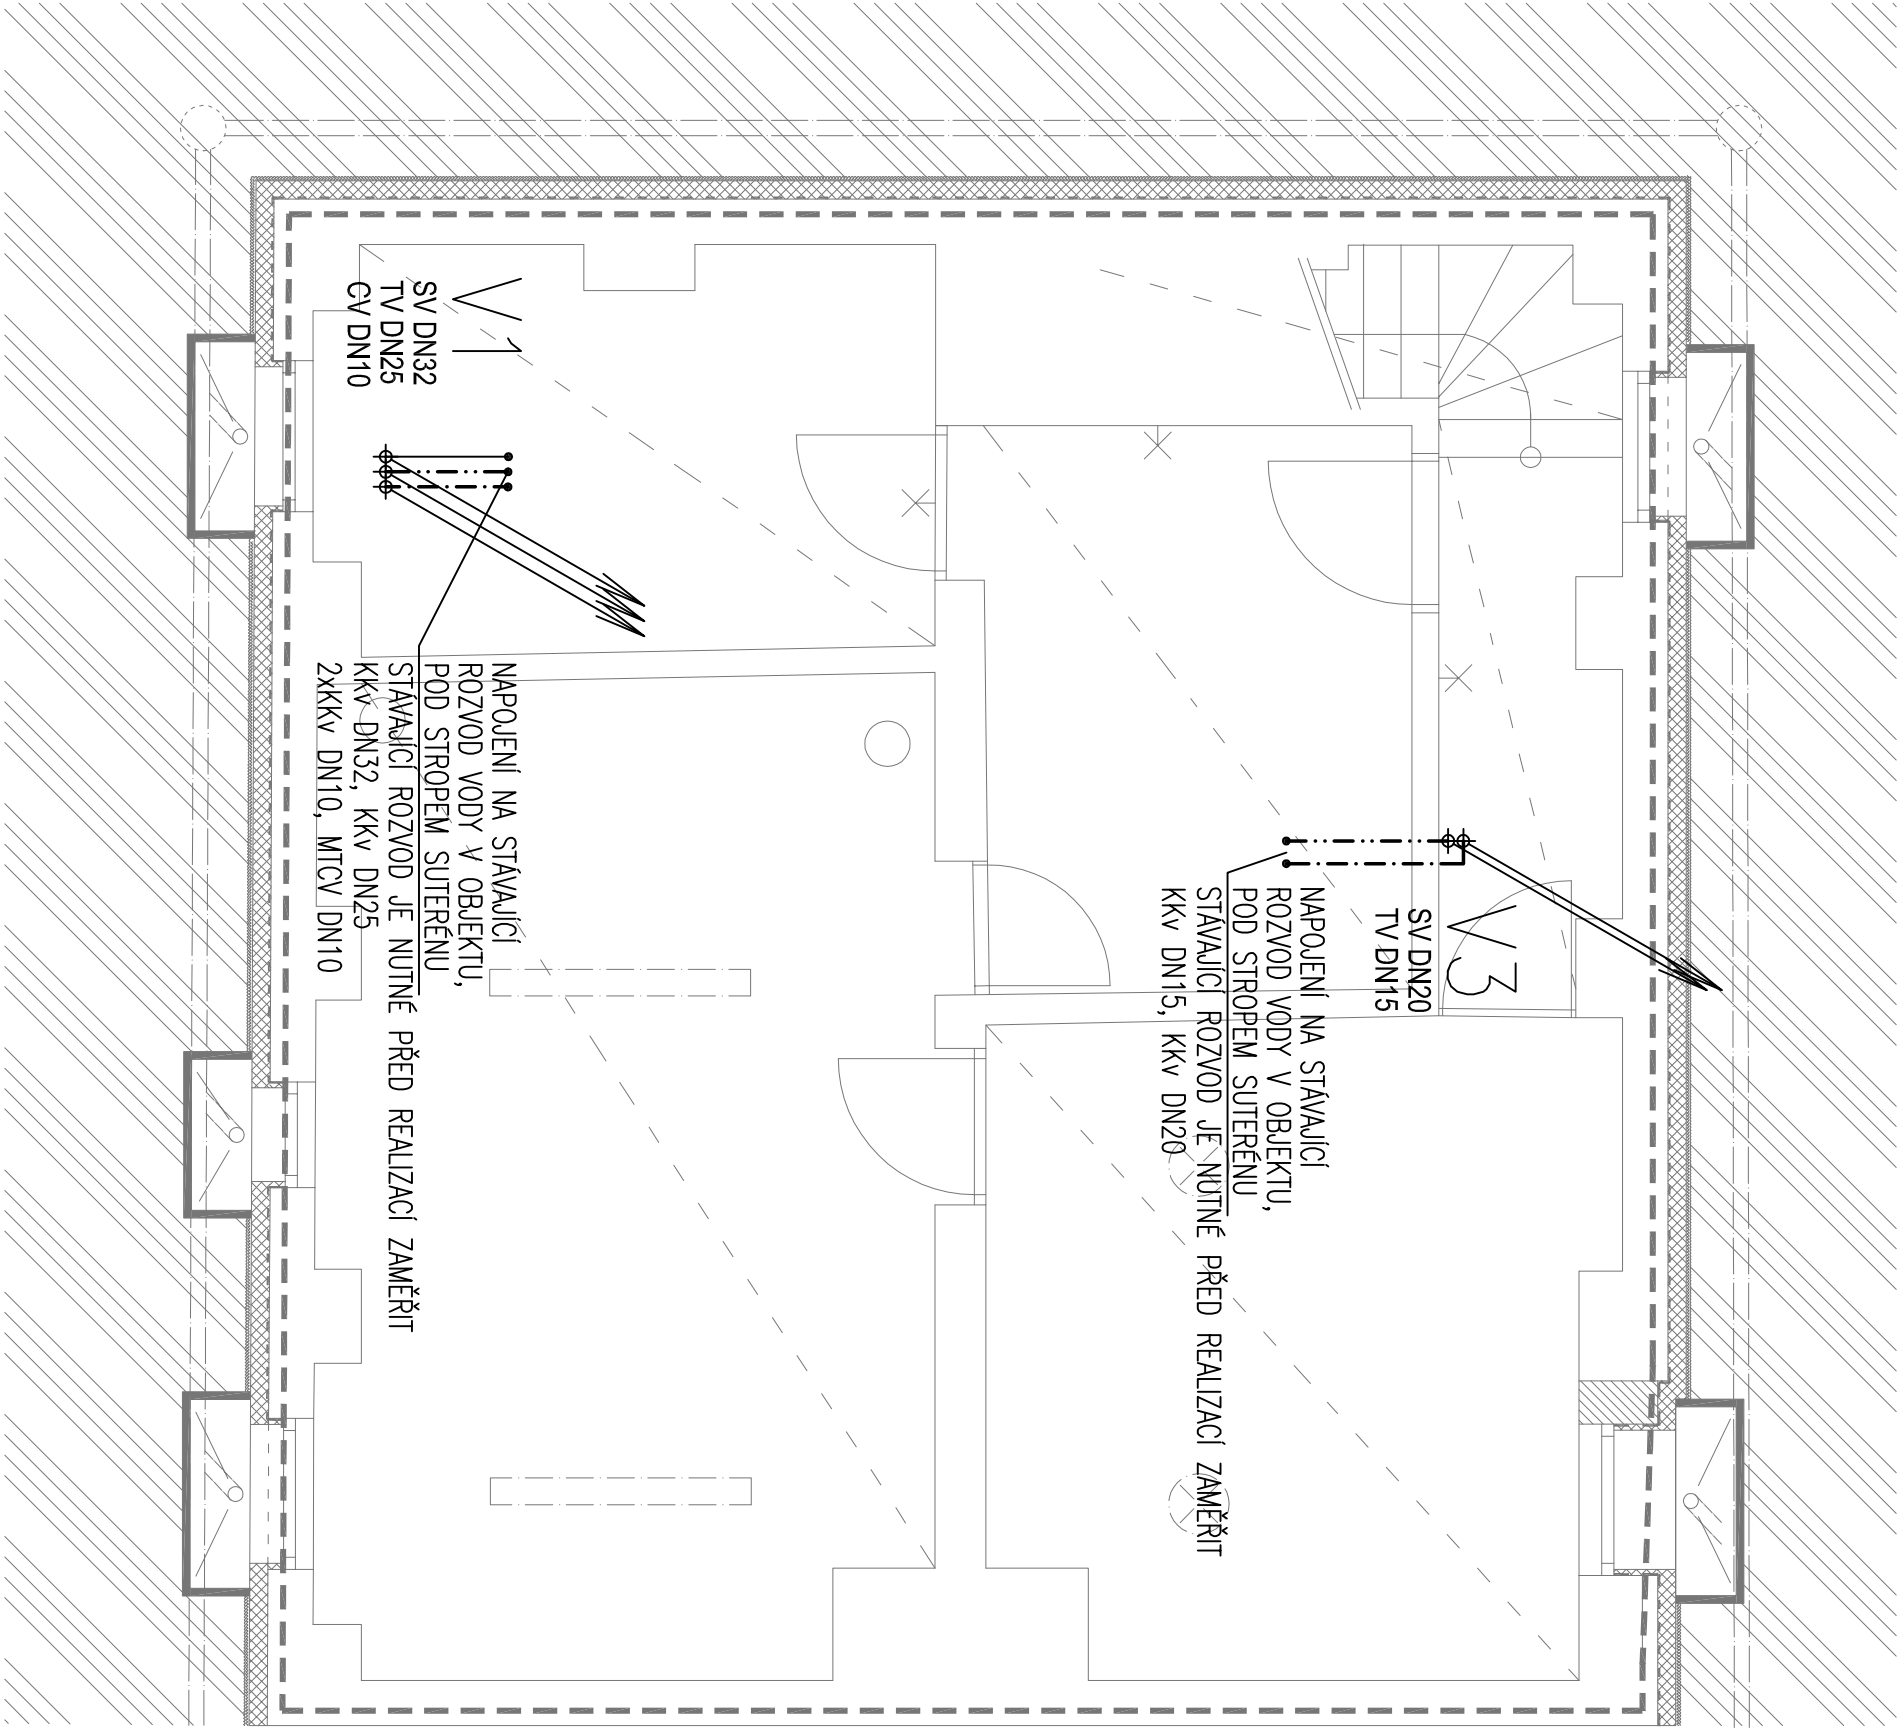 V1
SV DN32
TV DN25
CV DN10
NAPOJENÍ NA STÁVAJÍCÍ
ROZVOD VODY V OBJEKTU,
POD STROPEM SUTERÉNU
STÁVAJÍCÍ ROZVOD JE NUTNÉ PŘED REALIZACÍ ZAMĚŘIT
KKv DN32, KKv DN25
2xKKv DN10, MTCV DN10
V3
SV DN20
TV DN15
NAPOJENÍ NA STÁVAJÍCÍ
ROZVOD VODY V OBJEKTU,
POD STROPEM SUTERÉNU
STÁVAJÍCÍ ROZVOD JE NUTNÉ PŘED REALIZACÍ ZAMĚŘIT
KKv DN15, KKv DN20